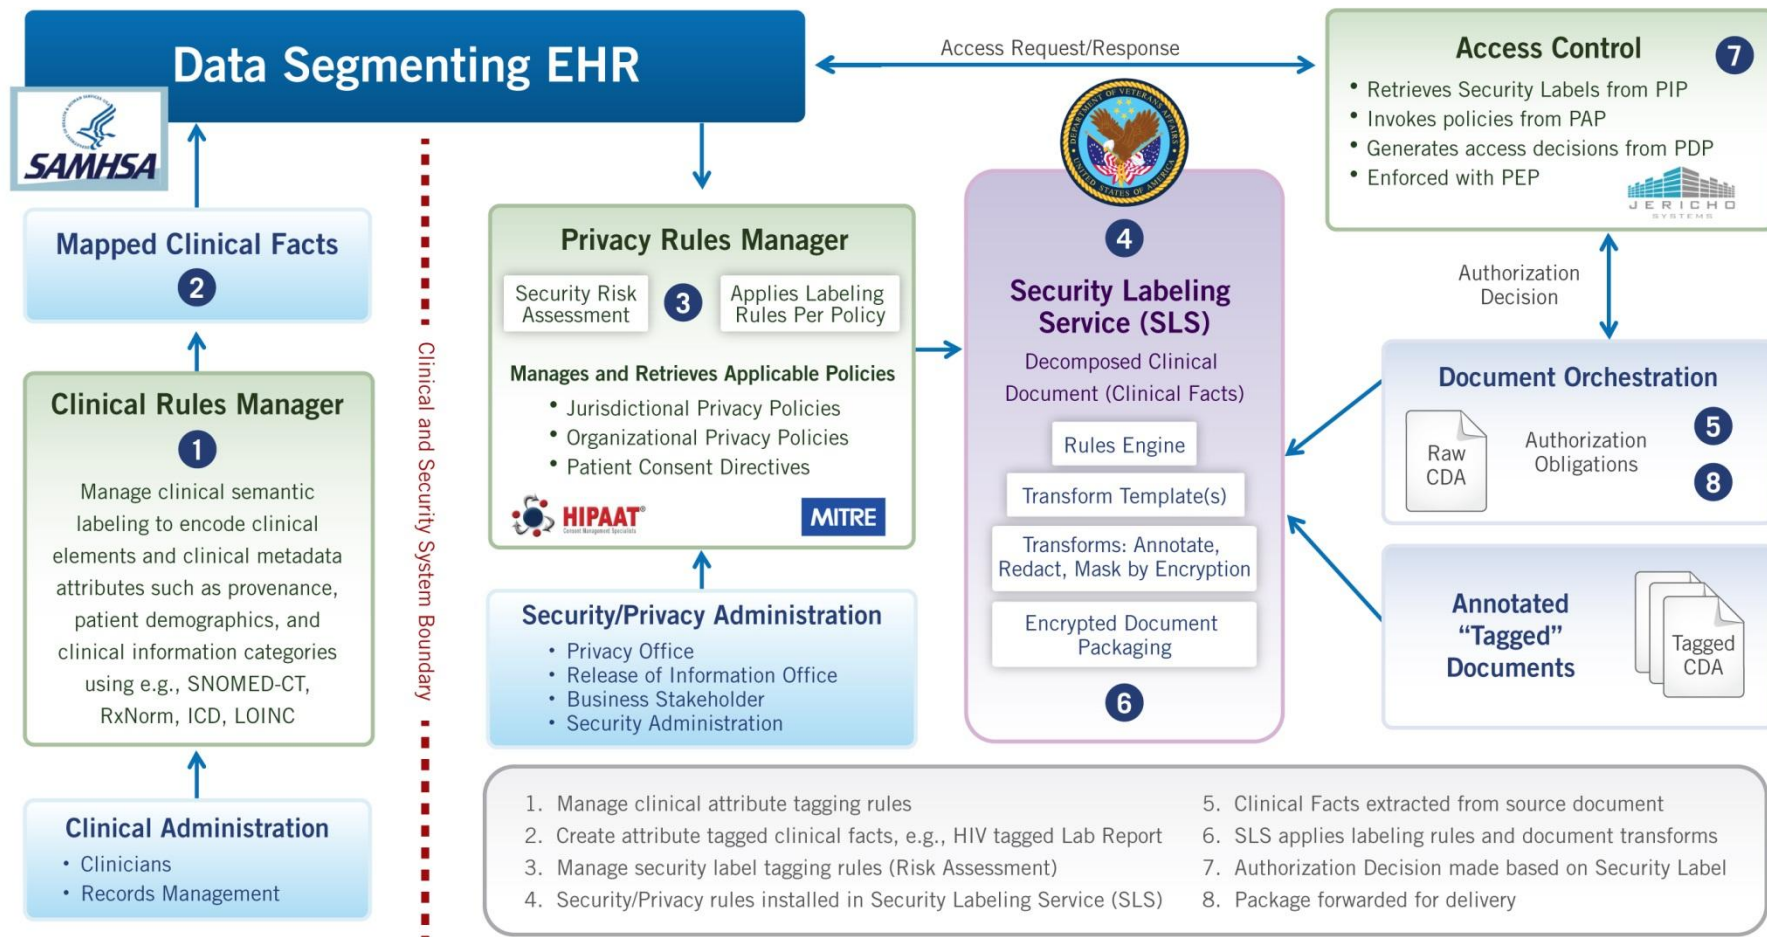 Data Segmenting EHR
SAMHSA
Access Request/Response
Access Control
7
• Retrieves Security Labels from PIP
• Invokes policies from PAP
• Generates access decisions from PDP
• Enforced with PEP
JERICHO
SYSTEMS
DEPARTMENT OF VETERANS AFFAIRS
UNITED STATES OF AMERICA
Mapped Clinical Facts
2
Clinical Rules Manager
1
Manage clinical semantic
labeling to encode clinical
elements and clinical metadata
attributes such as provenance,
patient demographics, and
clinical information categories
using e.g., SNOMED-CT,
RxNorm, ICD, LOINC
Clinical Administration
• Clinicians
• Records Management
Clinical and Security System Boundary
Privacy Rules Manager
Security Risk
Assessment
3
Applies Labeling
Rules Per Policy
Manages and Retrieves Applicable Policies
• Jurisdictional Privacy Policies
• Organizational Privacy Policies
• Patient Consent Directives
HIPAAT®
Consent Management Specialists
MITRE
Security/Privacy Administration
• Privacy Office
• Release of Information Office
• Business Stakeholder
• Security Administration
4
Security Labeling
Service (SLS)
Decomposed Clinical
Document (Clinical Facts)
Rules Engine
Transform Template(s)
Transforms: Annotate,
Redact, Mask by Encryption
Encrypted Document
Packaging
6
Authorization
Decision
Document Orchestration
Raw
CDA
Authorization
Obligations
5
8
Annotated
“Tagged”
Documents
Tagged
CDA
1. Manage clinical attribute tagging rules
2. Create attribute tagged clinical facts, e.g., HIV tagged Lab Report
3. Manage security label tagging rules (Risk Assessment)
4. Security/Privacy rules installed in Security Labeling Service (SLS)
5. Clinical Facts extracted from source document
6. SLS applies labeling rules and document transforms
7. Authorization Decision made based on Security Label
8. Package forwarded for delivery